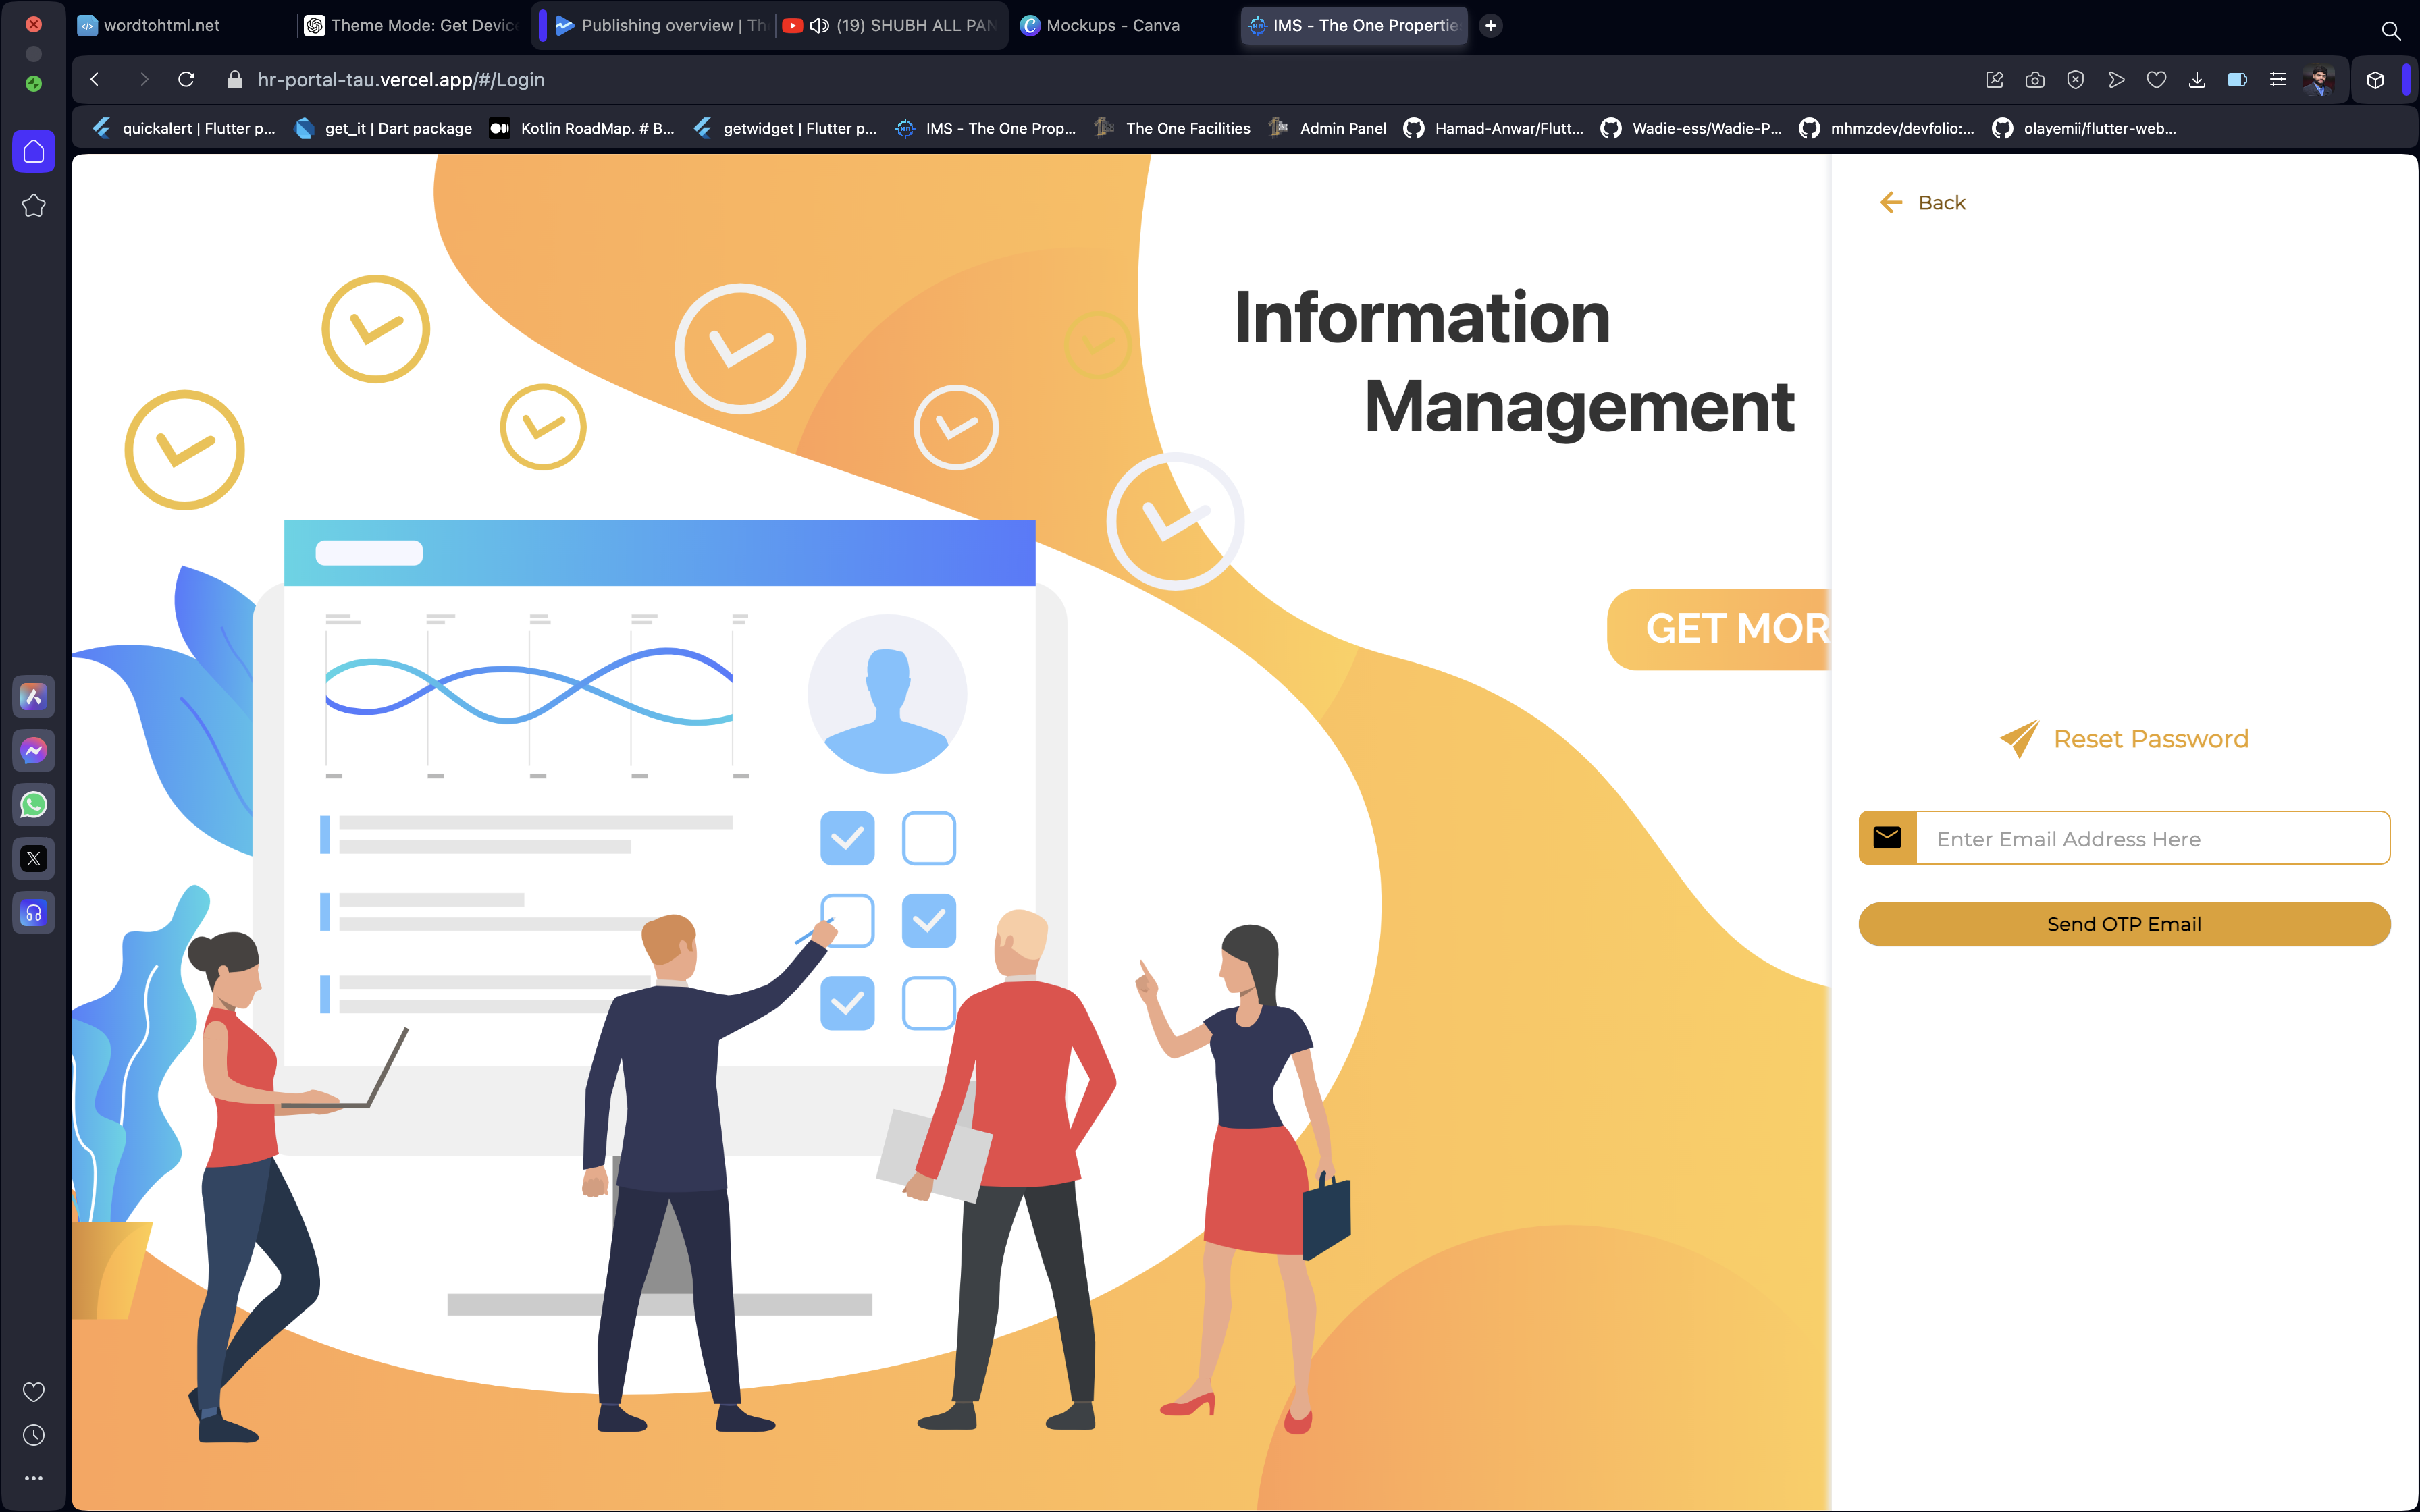 wordtohtml.net
Theme Mode: Get Device
Publishing overview | The
(19) SHUBH ALL PAN
Mockups - Canva
IMS - The One Properties
hr-portal-tau.vercel.app/#/Login
quickalert | Flutter p...
get_it | Dart package
Kotlin RoadMap. # B...
getwidget | Flutter p...
IMS - The One Prop...
The One Facilities
Admin Panel
Hamad-Anwar/Flutt...
Wadie-ess/Wadie-P...
mhmzdev/devfolio:...
olayemii/flutter-web...
Back
Information
Management
GET MOR
Reset Password
Enter Email Address Here
Send OTP Email